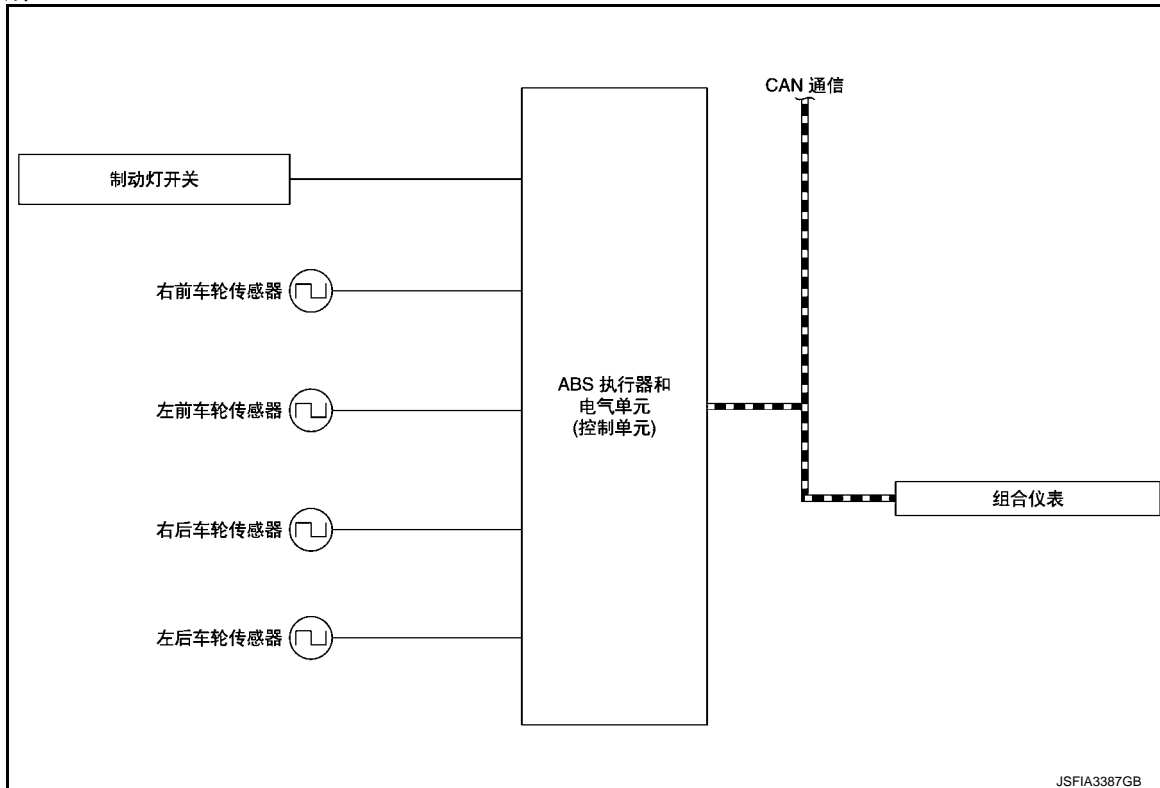 CAN 通信
制动灯开关
右前车轮传感器
左前车轮传感器
ABS 执行器和
电气单元
(控制单元)
组合仪表
右后车轮传感器
左后车轮传感器
JSFIA3387GB